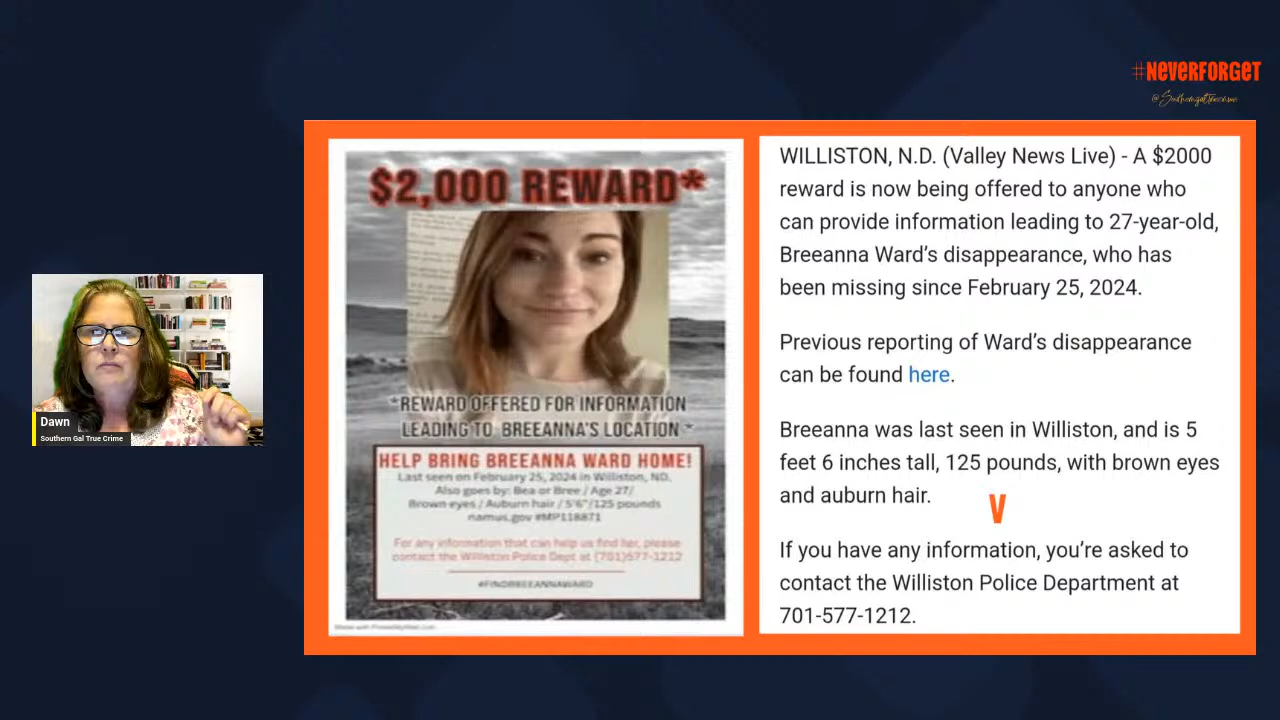 #NEVERFORGET
@Southerngaltruecrime
$2,000 REWARD*
*REWARD OFFERED FOR INFORMATION
LEADING TO BREEANNA'S LOCATION *
HELP BRING BREEANNA WARD HOME!
Last seen on February 25, 2024 in Williston, ND.
Also goes by: Bea or Bree / Age 27/
Brown eyes / Auburn hair / 5'6"/125 pounds
namus.gov #MP118871
For any information that can help us find her, please
contact the Williston Police Dept at (701)577-1212
#FINDBREEANNAWARD
Made with PosterMyWall.com
WILLISTON, N.D. (Valley News Live) - A $2000
reward is now being offered to anyone who
can provide information leading to 27-year-old,
Breeanna Ward’s disappearance, who has
been missing since February 25, 2024.
Previous reporting of Ward’s disappearance
can be found here.
Breeanna was last seen in Williston, and is 5
feet 6 inches tall, 125 pounds, with brown eyes
and auburn hair.
V
If you have any information, you’re asked to
contact the Williston Police Department at
701-577-1212.
Dawn
Southern Gal True Crime